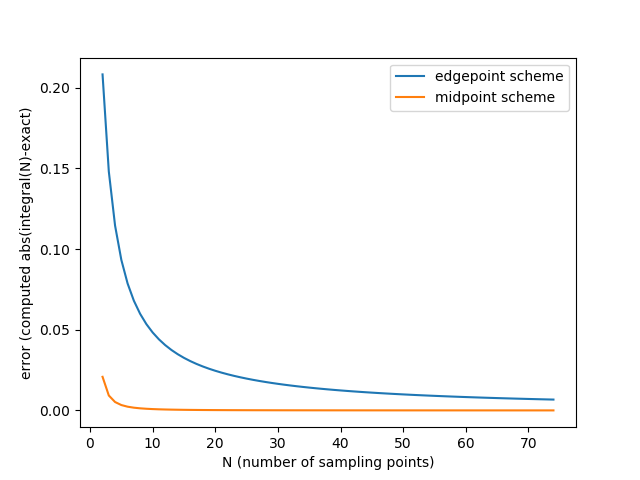 edgepoint scheme
midpoint scheme
0.20
0.15
0.10
0.05
0.00
error (computed abs(integral(N)-exact)
0 10 20 30 40 50 60 70
N (number of sampling points)